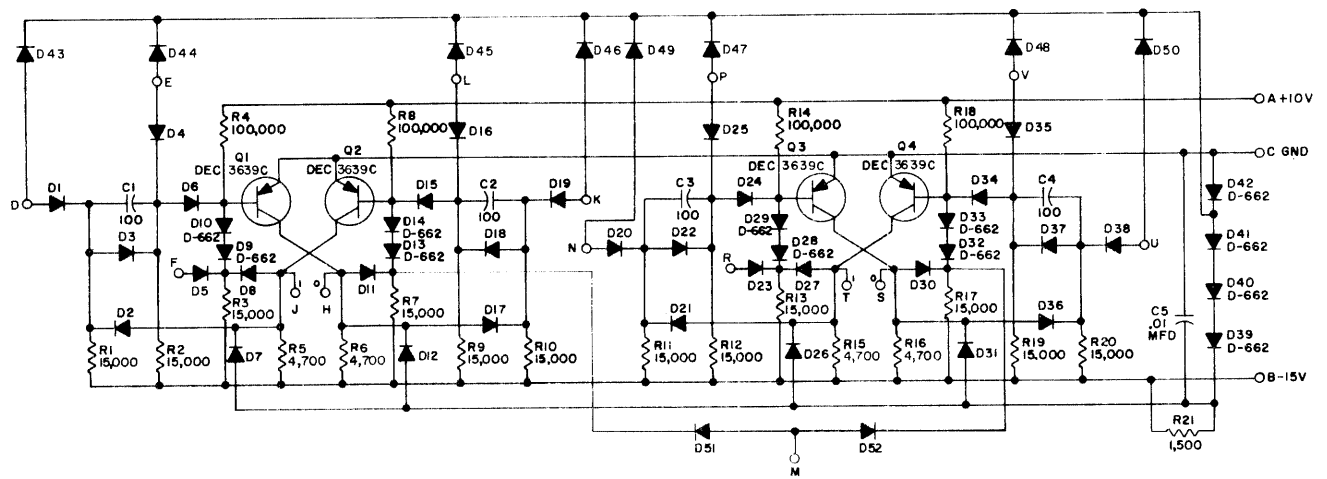 D43
D44
D45
D46
D49
D47
D48
D50
E
L
P
V
R4
100,000
R8
100,000
R14
100,000
R18
100,000
A+10V
D4
D16
D25
D35
Q1
DEC 3639C
Q2
DEC 3639C
Q3
DEC 3639C
Q4
DEC 3639C
C GND
D
D1
C1
100
D6
D15
C2
100
D19
K
C3
100
D24
D34
C4
100
D42
D-662
D10
D-662
D14
D-662
D29
D-662
D33
D-662
D3
D9
D-662
D13
D-662
D18
N
D20
D22
D28
D-662
D32
D-662
D37
D38
U
D41
D-662
F
D5
D8
1
J
0
H
D11
R
D23
D27
1
T
0
S
D30
D40
D-662
R3
15,000
R7
15,000
R13
15,000
R17
15,000
D2
D17
D21
D36
C5
.01
MFD
D39
D-662
R1
15,000
R2
15,000
D7
R5
4,700
R6
4,700
D12
R9
15,000
R10
15,000
R11
15,000
R12
15,000
D26
R15
4,700
R16
4,700
D31
R19
15,000
R20
15,000
B-15V
D51
M
D52
R21
1,500